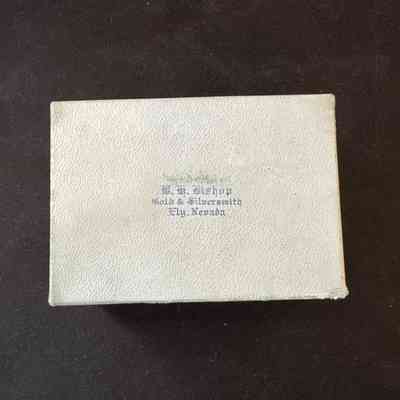 B. H. Bishop
Gold & Silversmith
Ely, Nevada